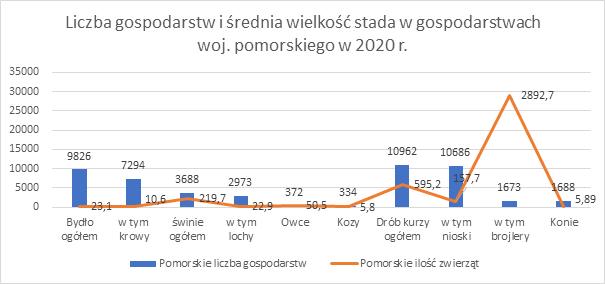 Liczba gospodarstw i średnia wielkość stada w gospodarstwach
woj. pomorskiego w 2020 r.
35000
30000
25000
20000
15000
10000
5000
0
9826
7294
3688
2973
372
334
10962
10686
1673
1688
23,1
10,6
219,7
22,9
50,5
5,8
595,2
157,7
2892,7
5,89
Bydło
ogółem
w tym
krowy
świnie
ogółem
w tym
lochy
Owce
Kozy
Drób kurzy
ogółem
w tym
nioski
w tym
brojlery
Konie
Pomorskie liczba gospodarstw
Pomorskie ilość zwierząt